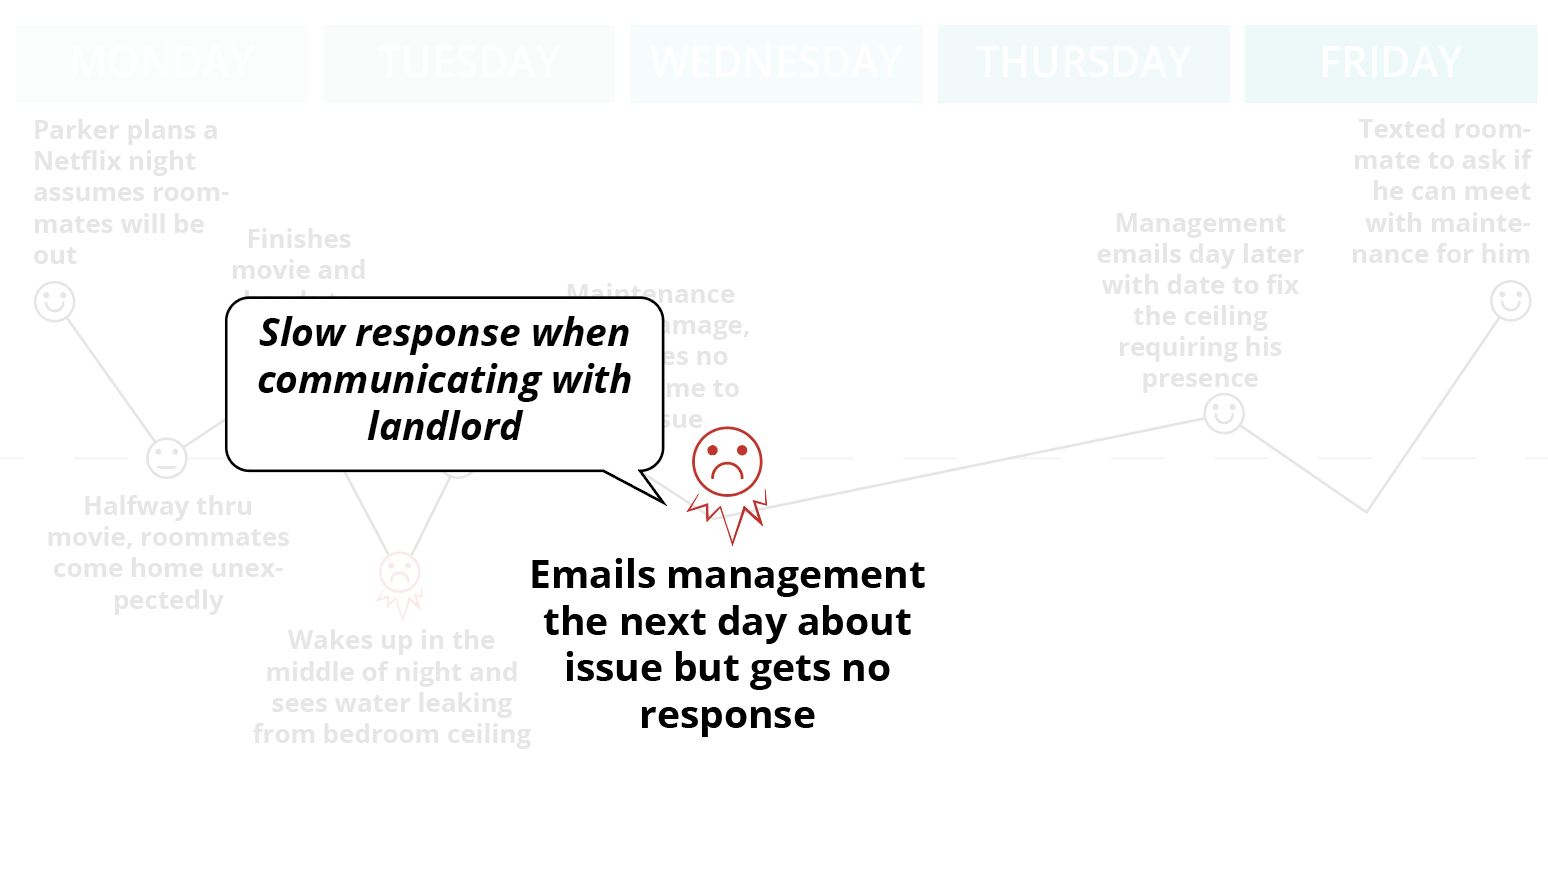 MONDAY
TUESDAY
WEDNESDAY
THURSDAY
FRIDAY
Parker plans a
Netflix night
assumes room-
mates will be
out
Finishes
movie and
Maintenance
no
to
Management
emails day later
with date to fix
the ceiling
requiring his
presence
Texted room-
mate to ask if
he can meet
with mainte-
nance for him
Slow response when
communicating with
landlord
Halfway thru
movie, roommates
come home unex-
pectedly
Wakes up in the
middle of night and
sees water leaking
from bedroom ceiling
Emails management
the next day about
issue but gets no
response